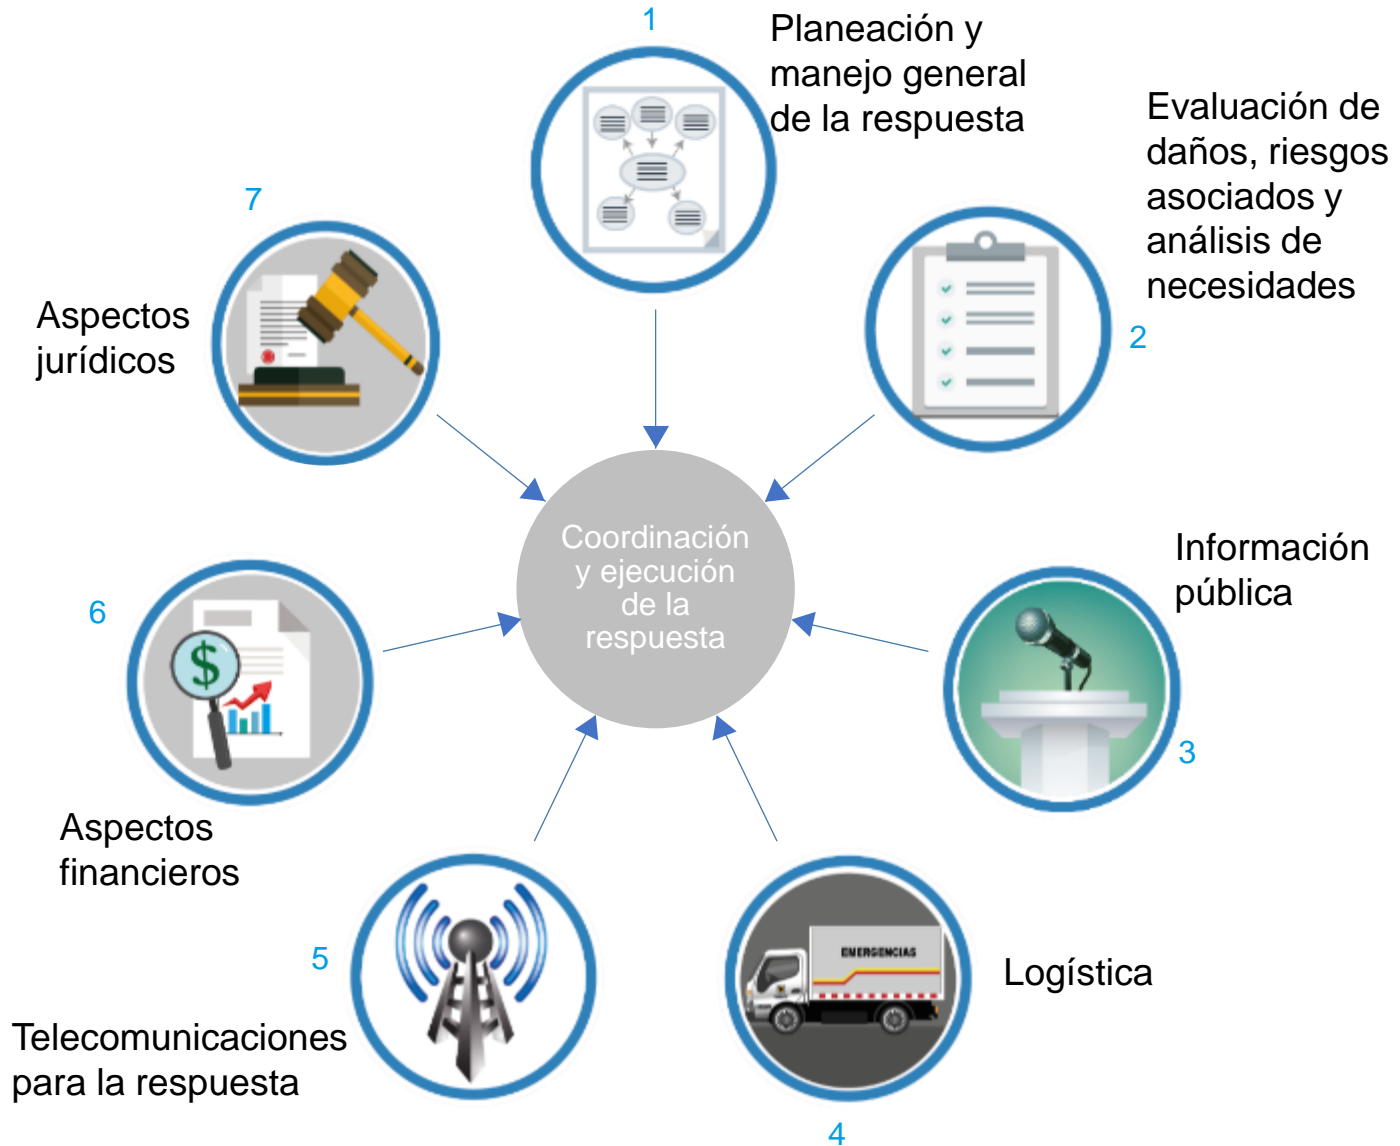 1
Planeación y
manejo general
de la respuesta
Evaluación de
daños, riesgos
asociados y
análisis de
necesidades
2
Información
pública
3
EMERGENCIAS
Logística
4
5
Telecomunicaciones
para la respuesta
6
Aspectos
financieros
7
Aspectos
jurídicos
Coordinación
y ejecución
de la
respuesta